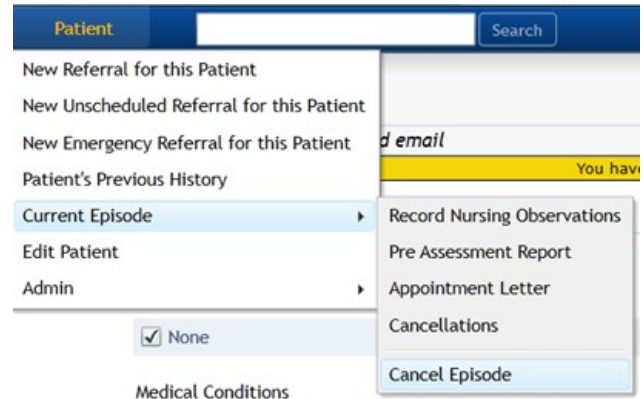 Patient
Search
New Referral for this Patient
New Unscheduled Referral for this Patient
New Emergency Referral for this Patient
d email
Patient's Previous History
You have
Current Episode
Record Nursing Observations
Edit Patient
Pre Assessment Report
Admin
Appointment Letter
None
Cancellations
Cancel Episode
Medical Conditions